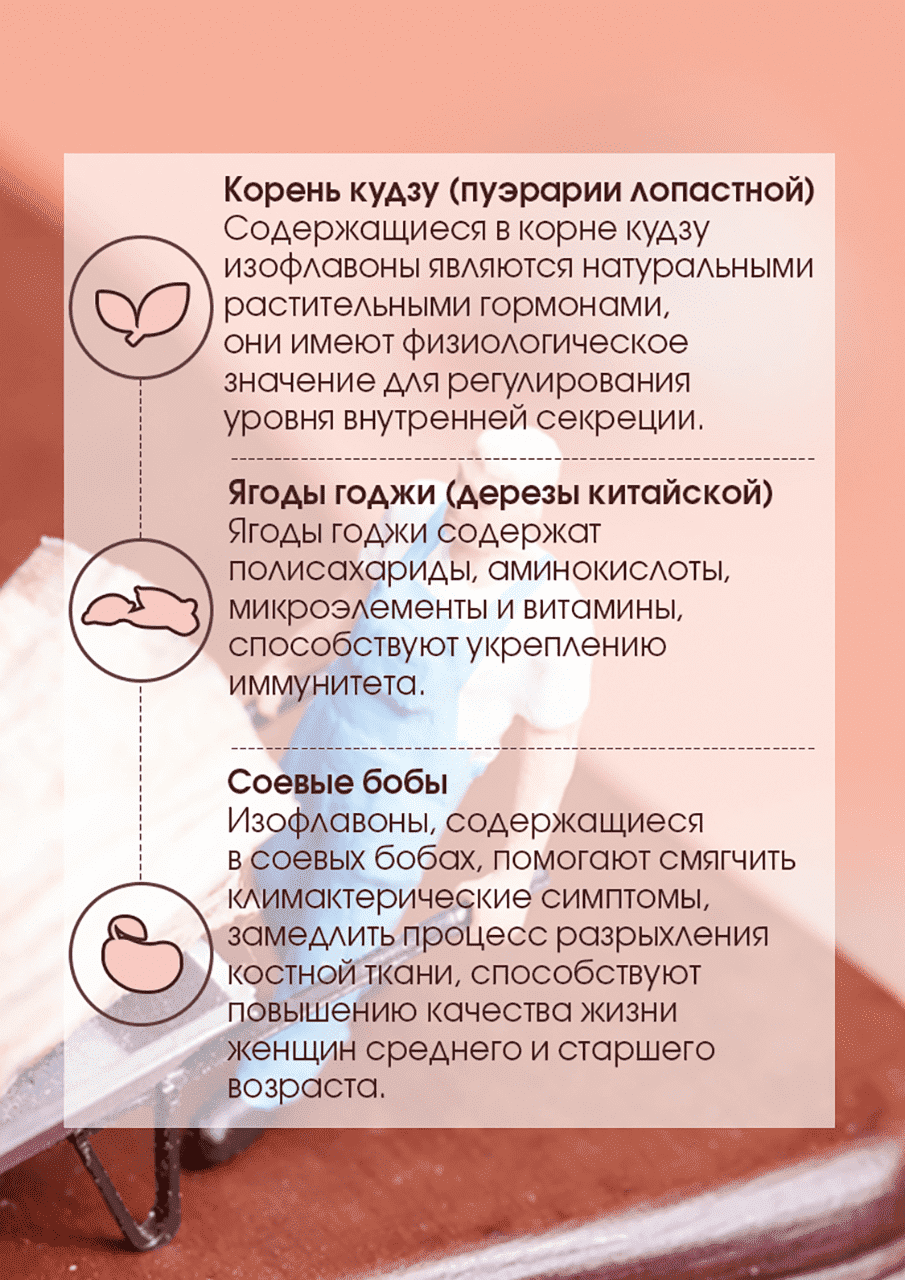 Корень кудзу (пуэрарии лопастной)
Содержащиеся в корне кудзу
изофлавоны являются натуральными
растительными гормонами,
они имеют физиологическое
значение для регулирования
уровня внутренней секреции.
Ягоды годжи (дерезы китайской)
Ягоды годжи содержат
полисахариды, аминокислоты,
микроэлементы и витамины,
способствуют укреплению
иммунитета.
Соевые бобы
Изофлавоны, содержащиеся
в соевых бобах, помогают смягчить
климактерические симптомы,
замедлить процесс разрыхления
костной ткани, способствуют
повышению качества жизни
женщин среднего и старшего
возраста.